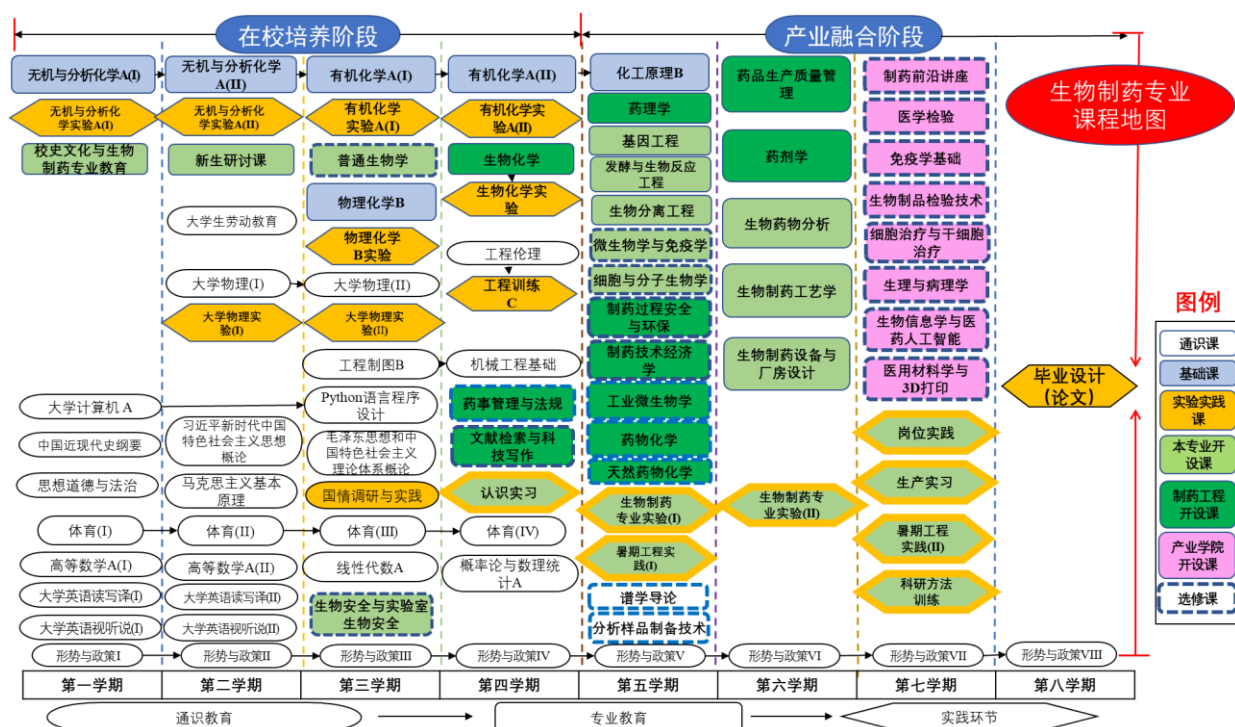 在校培养阶段
产业融合阶段
生物制药专业
课程地图
无机与分析化学A(I)
无机与分析化
学实验A(I)
校史文化与生物
制药专业教育
大学计算机 A
中国近现代史纲要
思想道德与法治
体育(I)
高等数学A(I)
大学英语读写译(I)
大学英语视听说(I)
形势与政策I
第一学期
无机与分析化学
A(II)
无机与分析化
学实验A(II)
新生研讨课
大学生劳动教育
大学物理(I)
大学物理实
验(I)
习近平新时代中国
特色社会主义思想
概论
马克思主义基本
原理
体育(II)
高等数学A(II)
大学英语读写译(II)
大学英语视听说(II)
形势与政策II
第二学期
有机化学A(I)
有机化学
实验A(I)
普通生物学
物理化学B
物理化学
B实验
大学物理(II)
大学物理实
验(II)
工程制图B
Python语言程序
设计
毛泽东思想和中
国特色社会主义
理论体系概论
国情调研与实践
体育(III)
线性代数A
生物安全与实验室
生物安全
形势与政策III
第三学期
有机化学A(II)
有机化学实
验A(II)
生物化学
生物化学实
验
工程伦理
工程训练
C
机械工程基础
药事管理与法规
文献检索与科
技写作
认识实习
体育(IV)
概率论与数理统
计A
形势与政策IV
第四学期
化工原理B
药理学
基因工程
发酵与生物反应
工程
生物分离工程
微生物学与免疫学
细胞与分子生物学
制药过程安全
与环保
制药技术经济
学
工业微生物学
药物化学
天然药物化学
生物制药
专业实验(I)
暑期工程实
践(I)
谱学导论
分析样品制备技术
形势与政策V
第五学期
药品生产质量管
理
药剂学
生物药物分析
生物制药工艺学
生物制药设备与
厂房设计
生物制药专
业实验(II)
形势与政策VI
第六学期
制药前沿讲座
医学检验
免疫学基础
生物制品检验技术
细胞治疗与干细胞
治疗
生理与病理学
生物信息学与医
药人工智能
医用材料学与
3D打印
岗位实践
生产实习
暑期工程
实践(II)
科研方法
训练
形势与政策VII
第七学期
毕业设计
(论文)
形势与政策VIII
第八学期
图例
通识课
基础课
实验实践
课
本专业开
设课
制药工程
开设课
产业学院
开设课
选修课
通识教育
专业教育
实践环节